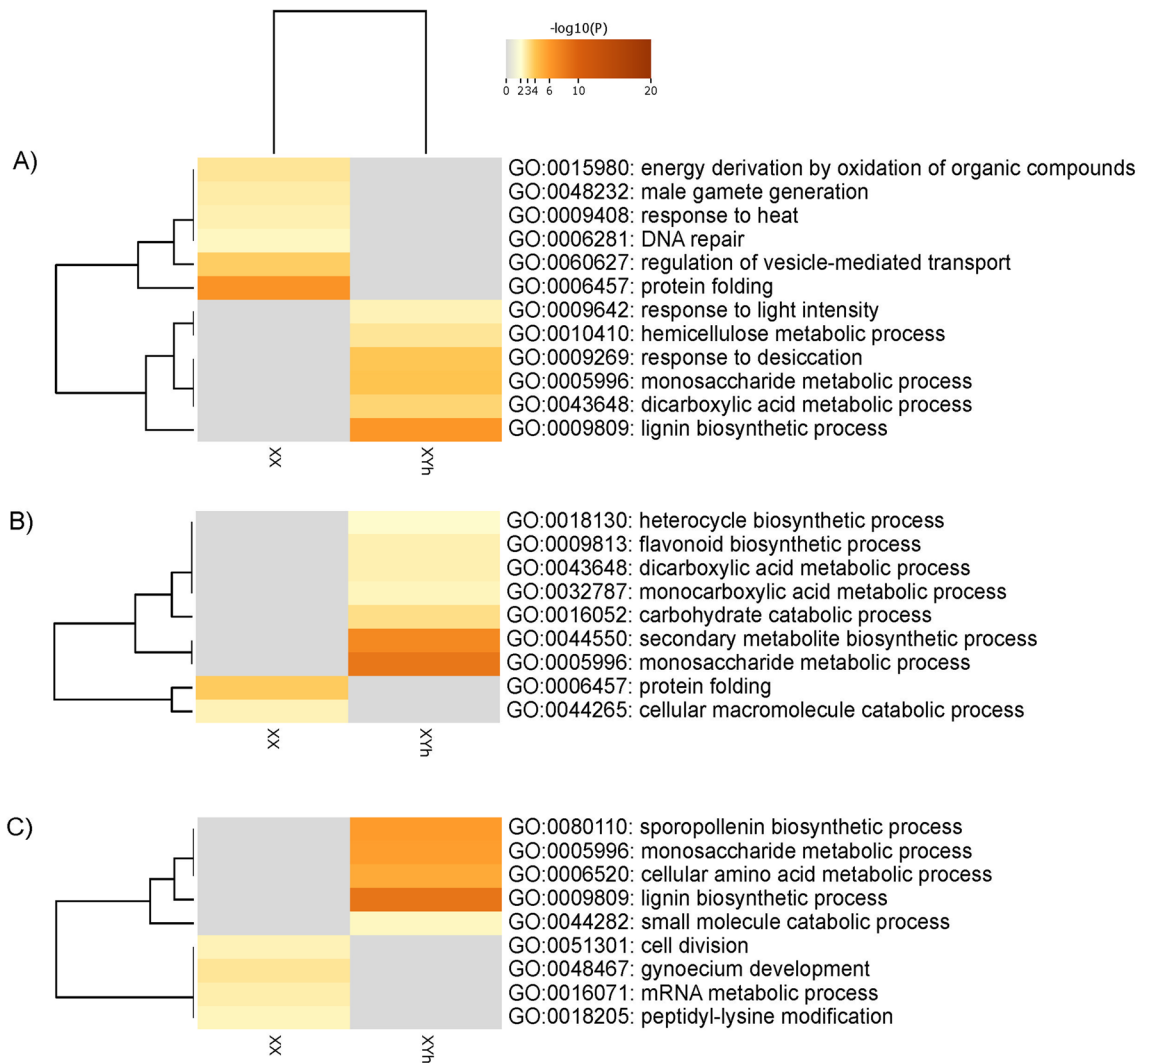 -log10(P)
0 2 3 4 6 10 20
A)
GO:0015980: energy derivation by oxidation of organic compounds
GO:0048232: male gamete generation
GO:0009408: response to heat
GO:0006281: DNA repair
GO:0060627: regulation of vesicle-mediated transport
GO:0006457: protein folding
GO:0009642: response to light intensity
GO:0010410: hemicellulose metabolic process
GO:0009269: response to desiccation
GO:0005996: monosaccharide metabolic process
GO:0043648: dicarboxylic acid metabolic process
GO:0009809: lignin biosynthetic process
XX XYh
B)
GO:0018130: heterocycle biosynthetic process
GO:0009813: flavonoid biosynthetic process
GO:0043648: dicarboxylic acid metabolic process
GO:0032787: monocarboxylic acid metabolic process
GO:0016052: carbohydrate catabolic process
GO:0044550: secondary metabolite biosynthetic process
GO:0005996: monosaccharide metabolic process
GO:0006457: protein folding
GO:0044265: cellular macromolecule catabolic process
XX XYh
C)
GO:0080110: sporopollenin biosynthetic process
GO:0005996: monosaccharide metabolic process
GO:0006520: cellular amino acid metabolic process
GO:0009809: lignin biosynthetic process
GO:0044282: small molecule catabolic process
GO:0051301: cell division
GO:0048467: gynoecium development
GO:0016071: mRNA metabolic process
GO:0018205: peptidyl-lysine modification
XX XYh